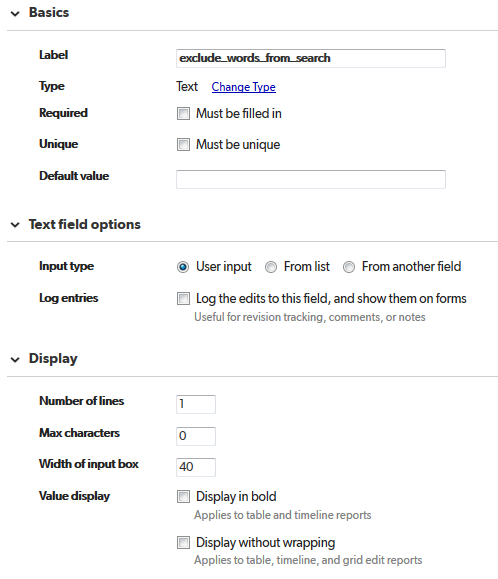 Basics
Label exclude_words_from_search
Type Text Change Type
Required Must be filled in
Unique Must be unique
Default value
Text field options
Input type User input From list From another field
Log entries Log the edits to this field, and show them on forms
Useful for revision tracking, comments, or notes
Display
Number of lines 1
Max characters 0
Width of input box 40
Value display Display in bold
Applies to table and timeline reports
Display without wrapping
Applies to table, timeline, and grid edit reports